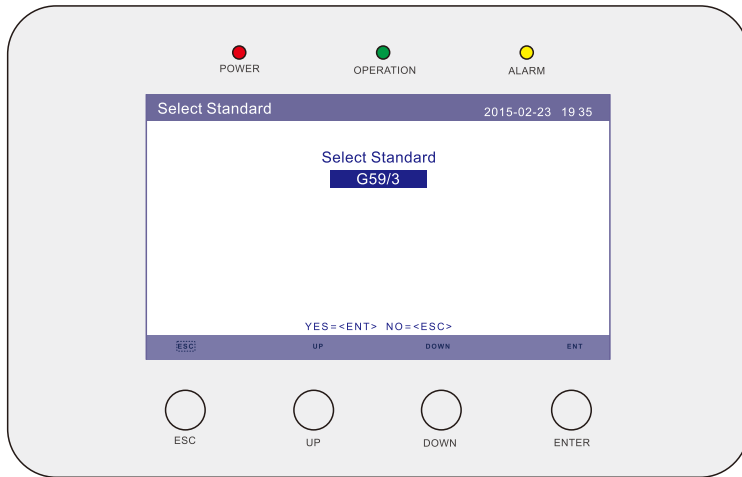 POWER OPERATION ALARM
Select Standard 2015-02-23 19 35
Select Standard
G59/3
YES=<ENT> NO=<ESC>
ESC UP DOWN ENT
ESC UP DOWN ENTER